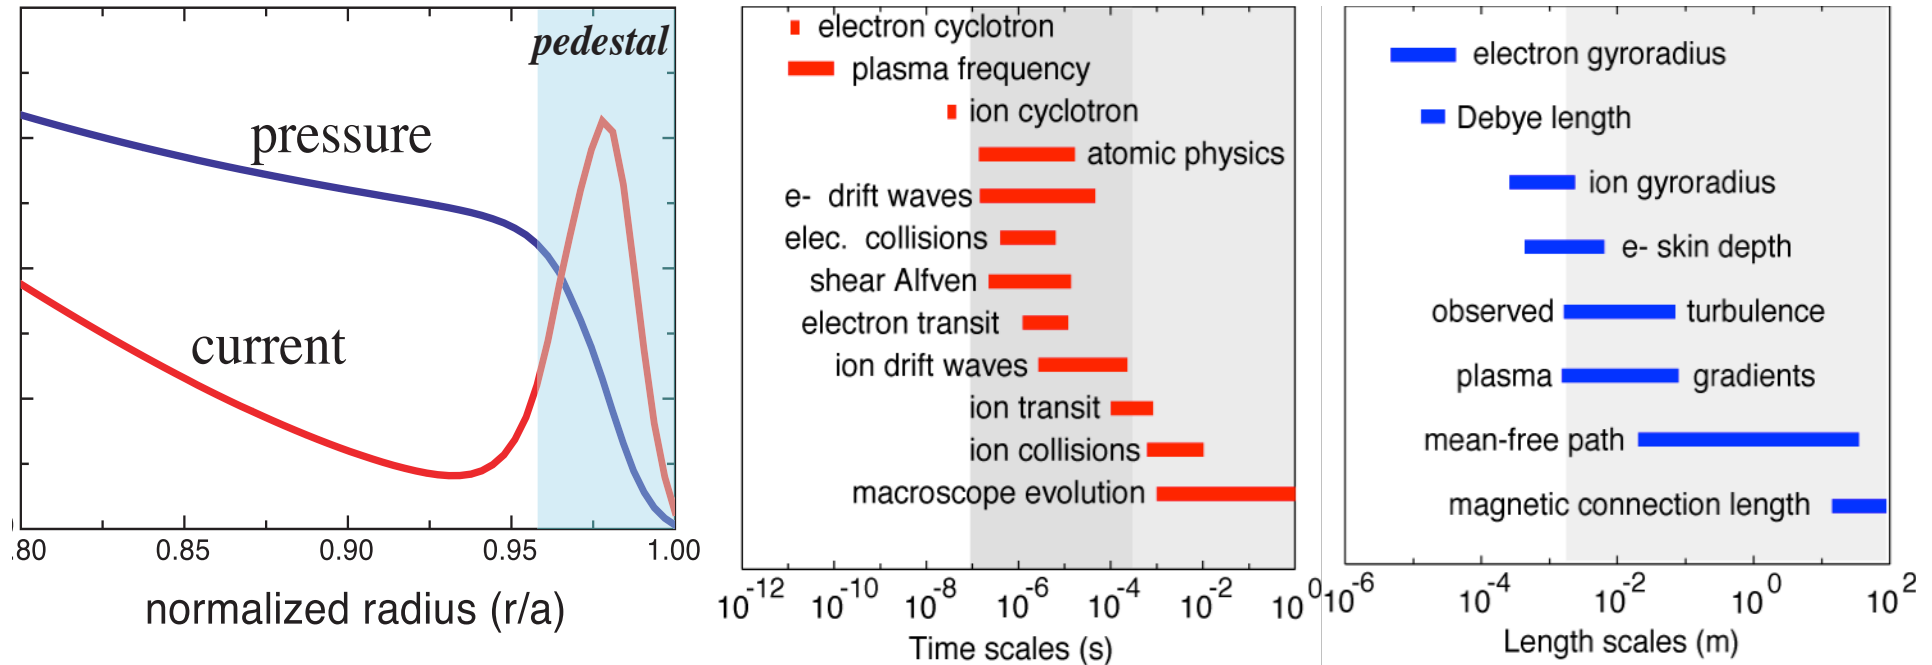 pedestal
pressure
current
.80 0.85 0.90 0.95 1.00
normalized radius (r/a)
electron cyclotron
plasma frequency
ion cyclotron
atomic physics
e- drift waves
elec. collisions
shear Alfven
electron transit
ion drift waves
ion transit
ion collisions
macroscope evolution
10^-12 10^-10 10^-8 10^-6 10^-4 10^-2 10^0
Time scales (s)
electron gyroradius
Debye length
ion gyroradius
e- skin depth
observed turbulence
plasma gradients
mean-free path
magnetic connection length
10^-6 10^-4 10^-2 10^0 10^2
Length scales (m)